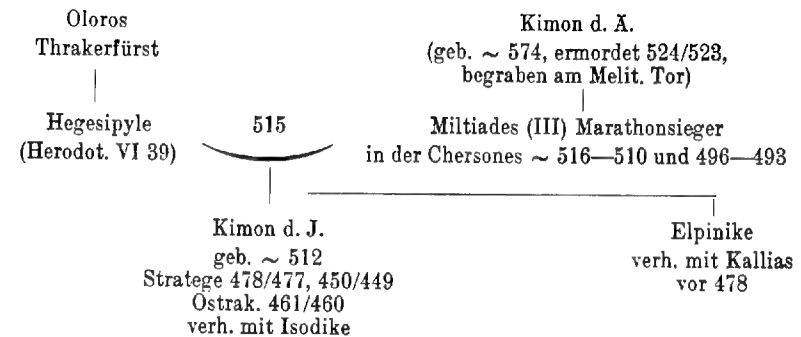 Oloros
Thrakerfürst
Kimon d. Ä.
(geb. ~ 574, ermordet 524/523,
begraben am Melit. Tor)
Hegesipyle
(Herodot. VI 39)
515
Miltiades (III) Marathonsieger
in der Chersones ~ 516—510 und 496—493
Kimon d. J.
geb. ~ 512
Stratege 478/477, 450/449
Ostrak. 461/460
verh. mit Isodike
Elpinike
verh. mit Kallias
vor 478